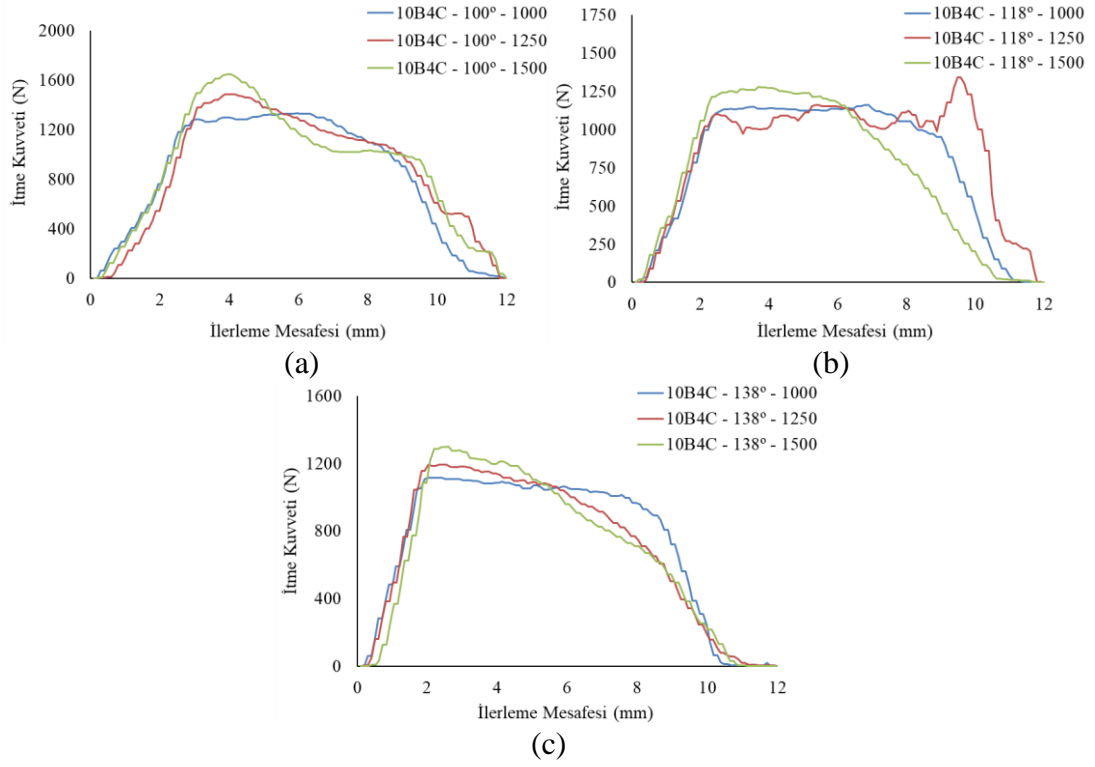 10B4C - 100º - 1000
10B4C - 100º - 1250
10B4C - 100º - 1500
2000
1600
1200
800
400
0
İtme Kuvveti (N)
0 2 4 6 8 10 12
İlerleme Mesafesi (mm)
(a)
10B4C - 118º - 1000
10B4C - 118º - 1250
10B4C - 118º - 1500
1750
1500
1250
1000
750
500
250
0
İtme Kuvveti (N)
0 2 4 6 8 10 12
İlerleme Mesafesi (mm)
(b)
10B4C - 138º - 1000
10B4C - 138º - 1250
10B4C - 138º - 1500
1600
1200
800
400
0
İtme Kuvveti (N)
0 2 4 6 8 10 12
İlerleme Mesafesi (mm)
(c)